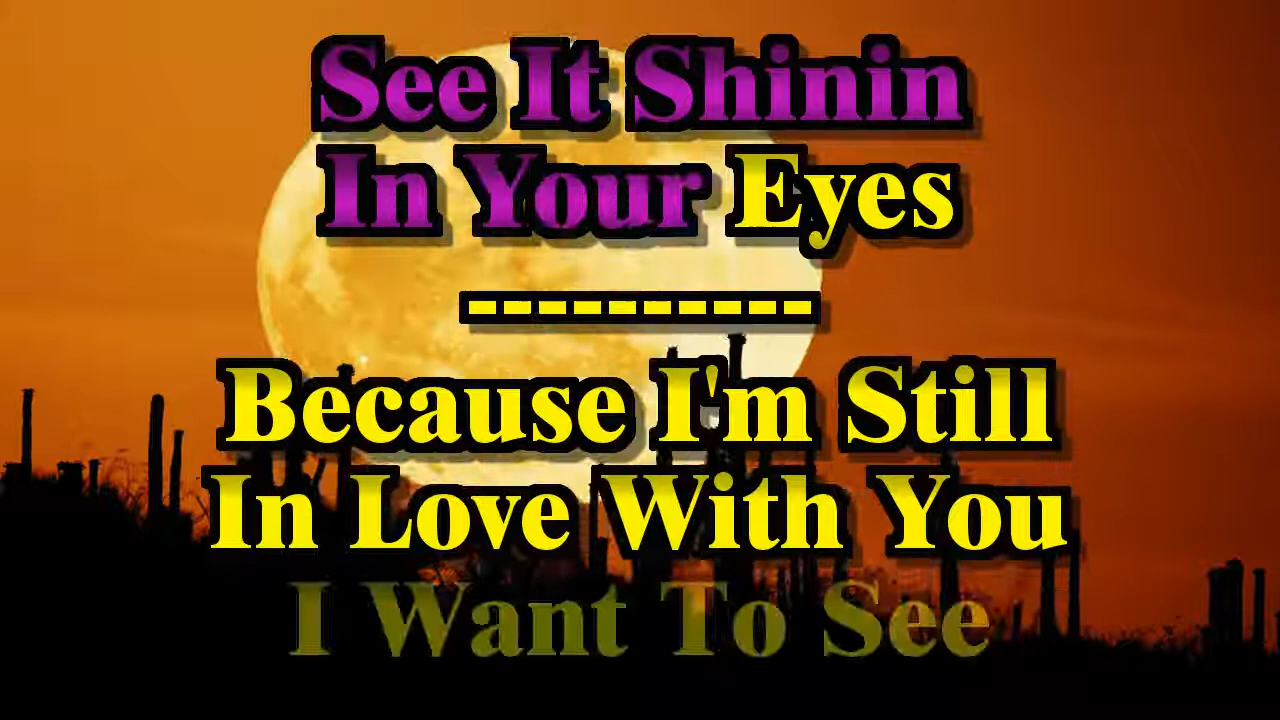 See It Shinin
In Your Eyes
----------
Because I'm Still
In Love With You
I Want To See